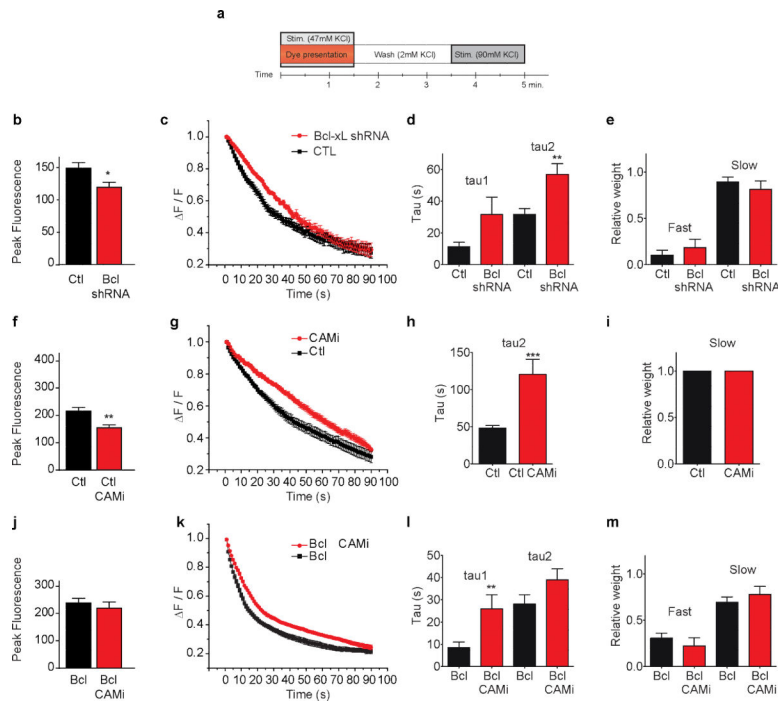 a
Stim. (47mM KCl)
Dye presentation
Wash (2mM KCl)
Stim. (90mM KCl)
Time
1
2
3
4
5 min.
b
Peak Fluorescence
150
100
50
0
*
Ctl
Bcl
shRNA
c
ΔF / F
1.0
0.8
0.6
0.4
0.2
Bcl-xL shRNA
CTL
0 10 20 30 40 50 60 70 80 90 100
Time (s)
d
Tau (s)
80
60
40
20
0
tau1
tau2
**
Ctl
Bcl
shRNA
Ctl
Bcl
shRNA
e
Relative weight
1.0
0.5
0.0
Fast
Slow
Ctl
Bcl
shRNA
Ctl
Bcl
shRNA
f
Peak Fluorescence
400
300
200
100
0
**
Ctl
Ctl
CAMi
g
ΔF / F
1.0
0.8
0.6
0.4
0.2
CAMi
Ctl
0 10 20 30 40 50 60 70 80 90 100
Time (s)
h
tau2
Tau (s)
150
100
50
0
***
Ctl
Ctl CAMi
i
Slow
Relative weight
1.0
0.5
0.0
Ctl
CAMi
j
Peak Fluorescence
400
300
200
100
0
Bcl
Bcl
CAMi
k
ΔF / F
1.0
0.8
0.6
0.4
0.2
Bcl CAMi
Bcl
0 10 20 30 40 50 60 70 80 90 100
Time (s)
l
Tau (s)
50
40
30
20
10
0
tau1
**
tau2
Bcl
Bcl
CAMi
Bcl
Bcl
CAMi
m
Relative weight
1.0
0.5
0.0
Fast
Slow
Bcl
Bcl
CAMi
Bcl
Bcl
CAMi